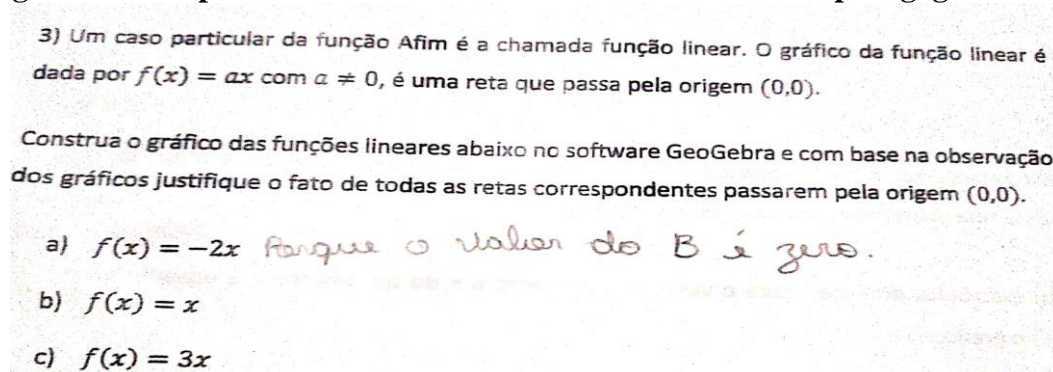 3) Um caso particular da função Afim é a chamada função linear. O gráfico da função linear é
dada por f(x) = ax com a ≠ 0, é uma reta que passa pela origem (0,0).
Construa o gráfico das funções lineares abaixo no software GeoGebra e com base na observação
dos gráficos justifique o fato de todas as retas correspondentes passarem pela origem (0,0).
a) f(x) = −2x Porque o valor do B é zero.
b) f(x) = x
c) f(x) = 3x